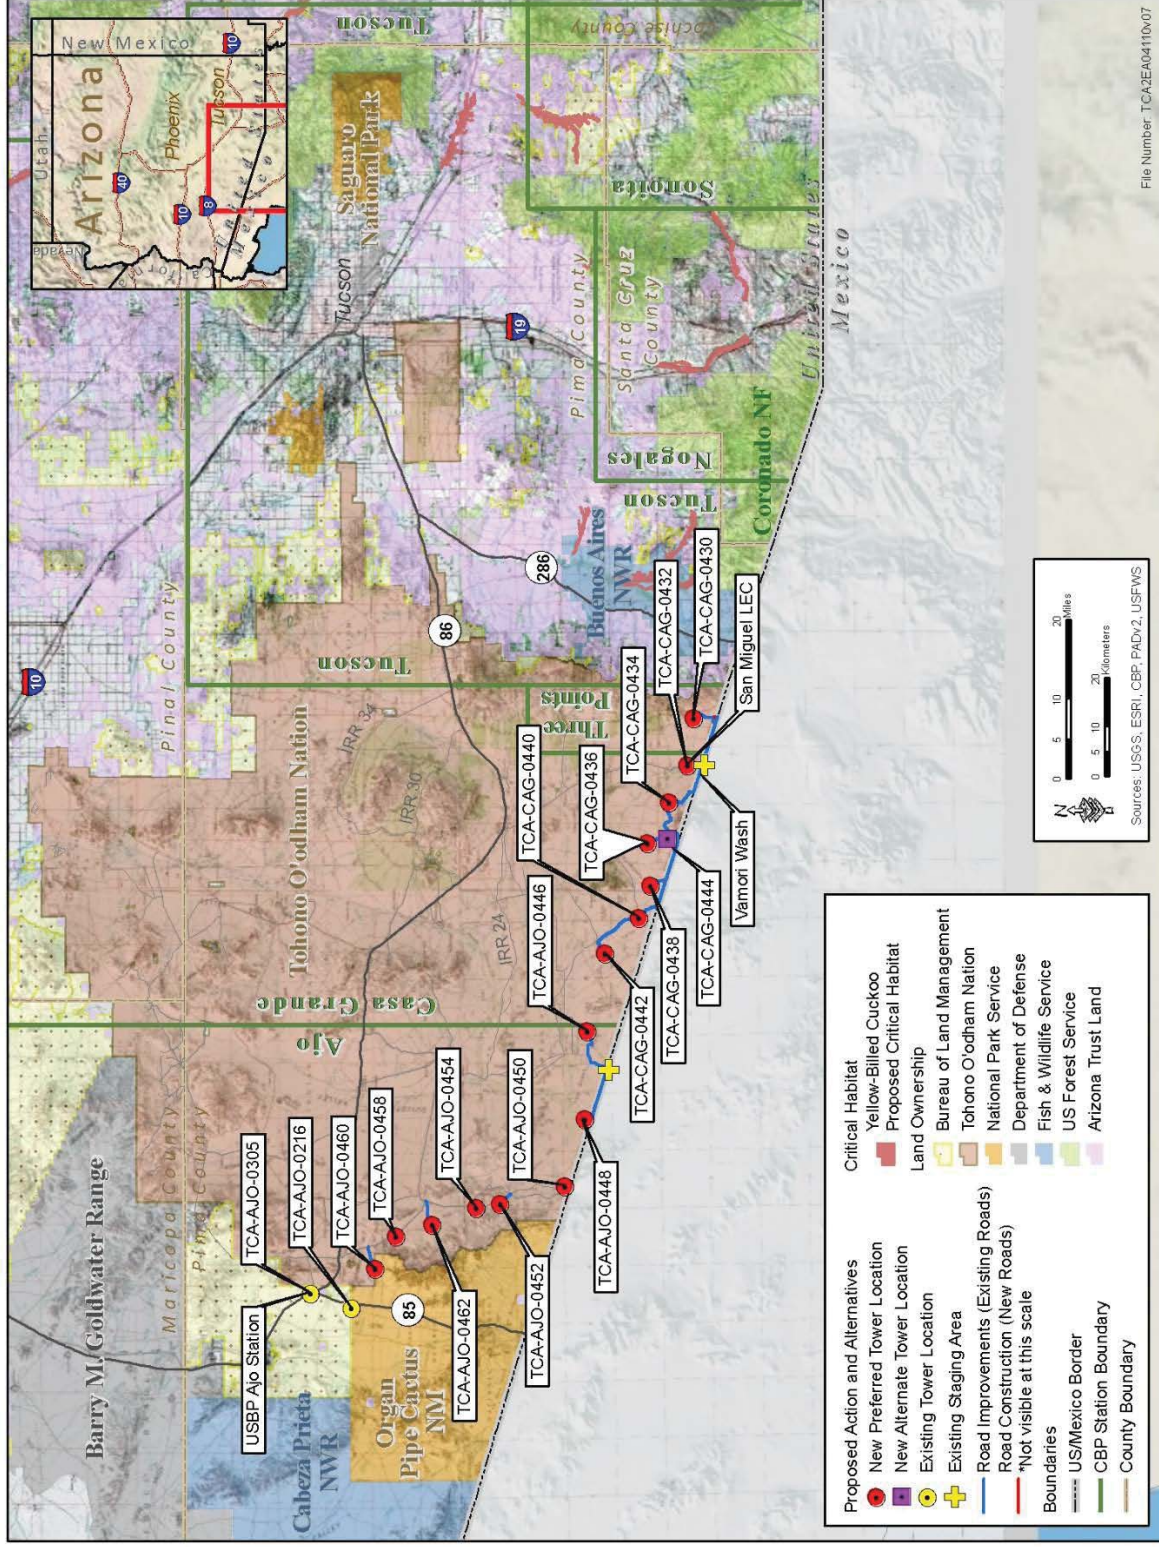 New Mexico
Utah
Arizona
Phoenix
Tucson
40
10
10
8
Barry M. Goldwater Range
Maricopa County
Pima County
Pinal County
10
Tucson
Cochise County
Saguaro
National Park
Tucson
Tohono O'odham Nation
IRR 34
IRR 30
IRR 24
86
286
19
85
Casa Grande
Ajo
Tucson
Three
Points
Tucson
Nogales
Sonoita
Pima County
Santa Cruz
County
Buenos Aires
NWR
Coronado NF
United States
Mexico
Cabeza Prieta
NWR
Organ
Pipe Cactus
NM
USBP Ajo Station
TCA-AJO-0305
TCA-AJO-0216
TCA-AJO-0460
TCA-AJO-0458
TCA-AJO-0454
TCA-AJO-0450
TCA-AJO-0462
TCA-AJO-0452
TCA-AJO-0448
TCA-AJO-0446
TCA-CAG-0440
TCA-CAG-0436
TCA-CAG-0434
TCA-CAG-0432
TCA-CAG-0430
San Miguel LEC
Vamori Wash
TCA-CAG-0444
TCA-CAG-0438
TCA-CAG-0442
Proposed Action and Alternatives
New Preferred Tower Location
New Alternate Tower Location
Existing Tower Location
Existing Staging Area
Road Improvements (Existing Roads)
Road Construction (New Roads)
*Not visible at this scale
Boundaries
US/Mexico Border
CBP Station Boundary
County Boundary
Critical Habitat
Yellow-Billed Cuckoo
Proposed Critical Habitat
Land Ownership
Bureau of Land Management
Tohono O'odham Nation
National Park Service
Department of Defense
Fish & Wildlife Service
US Forest Service
Arizona Trust Land
N
0 5 10 20
Miles
0 5 10 20
Kilometers
Sources: USGS, ESRI, CBP, PADv2, USFWS
File Number: TCA2EA04110v07